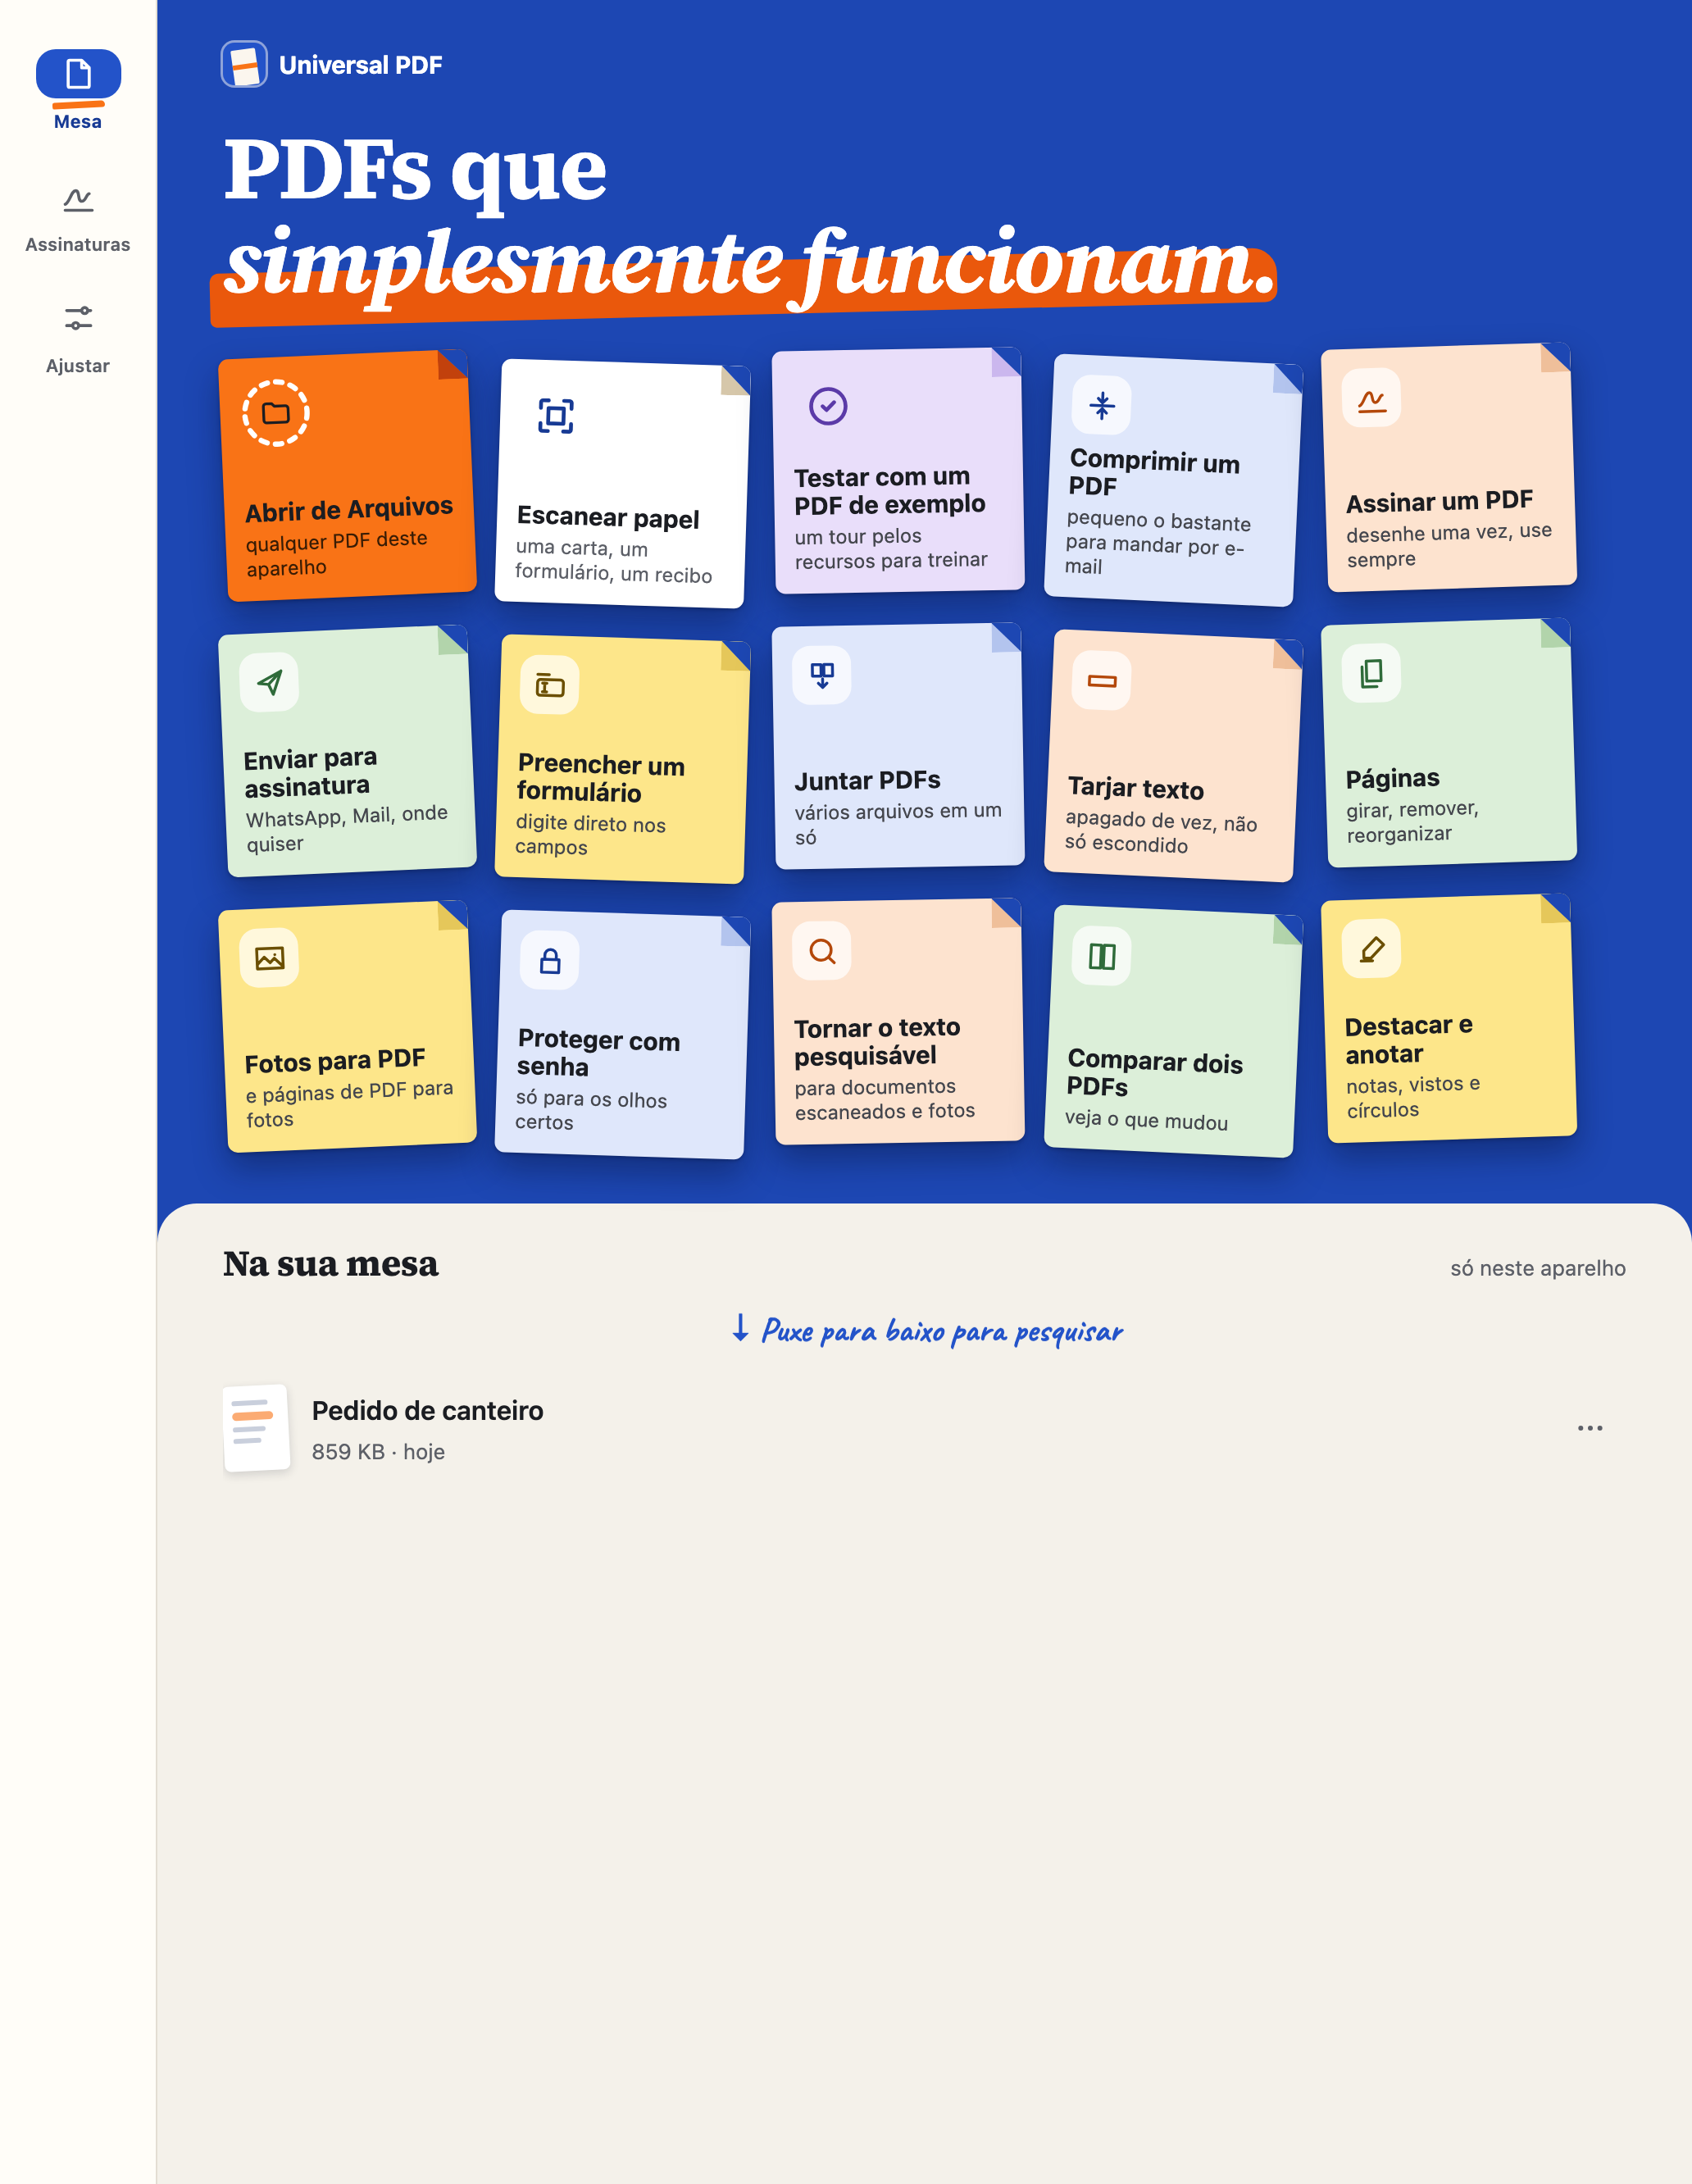 Mesa
Assinaturas
Ajustar
Universal PDF
PDFs que
simplesmente funcionam.
Abrir de Arquivos
qualquer PDF deste
aparelho
Escanear papel
uma carta, um
formulário, um recibo
Testar com um
PDF de exemplo
um tour pelos
recursos para treinar
Comprimir um
PDF
pequeno o bastante
para mandar por e-
mail
Assinar um PDF
desenhe uma vez, use
sempre
Enviar para
assinatura
WhatsApp, Mail, onde
quiser
Preencher um
formulário
digite direto nos
campos
Juntar PDFs
vários arquivos em um
só
Tarjar texto
apagado de vez, não
só escondido
Páginas
girar, remover,
reorganizar
Fotos para PDF
e páginas de PDF para
fotos
Proteger com
senha
só para os olhos
certos
Tornar o texto
pesquisável
para documentos
escaneados e fotos
Comparar dois
PDFs
veja o que mudou
Destacar e
anotar
notas, vistos e
círculos
Na sua mesa
só neste aparelho
↓ Puxe para baixo para pesquisar
Pedido de canteiro
859 KB · hoje